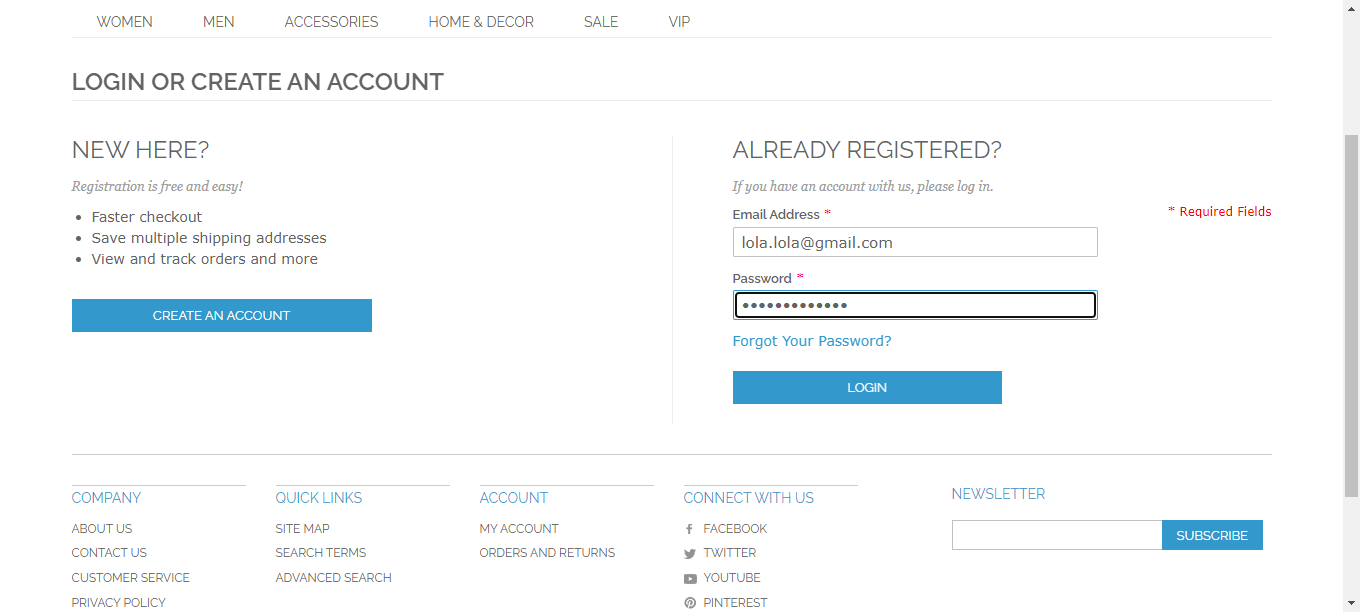 WOMEN MEN ACCESSORIES HOME & DECOR SALE VIP
LOGIN OR CREATE AN ACCOUNT
NEW HERE?
Registration is free and easy!
• Faster checkout
• Save multiple shipping addresses
• View and track orders and more
CREATE AN ACCOUNT
ALREADY REGISTERED?
If you have an account with us, please log in.
* Required Fields
Email Address *
lola.lola@gmail.com
Password *
•••••••••••••
Forgot Your Password?
LOGIN
COMPANY
ABOUT US
CONTACT US
CUSTOMER SERVICE
PRIVACY POLICY
QUICK LINKS
SITE MAP
SEARCH TERMS
ADVANCED SEARCH
ACCOUNT
MY ACCOUNT
ORDERS AND RETURNS
CONNECT WITH US
FACEBOOK
TWITTER
YOUTUBE
PINTEREST
NEWSLETTER
SUBSCRIBE